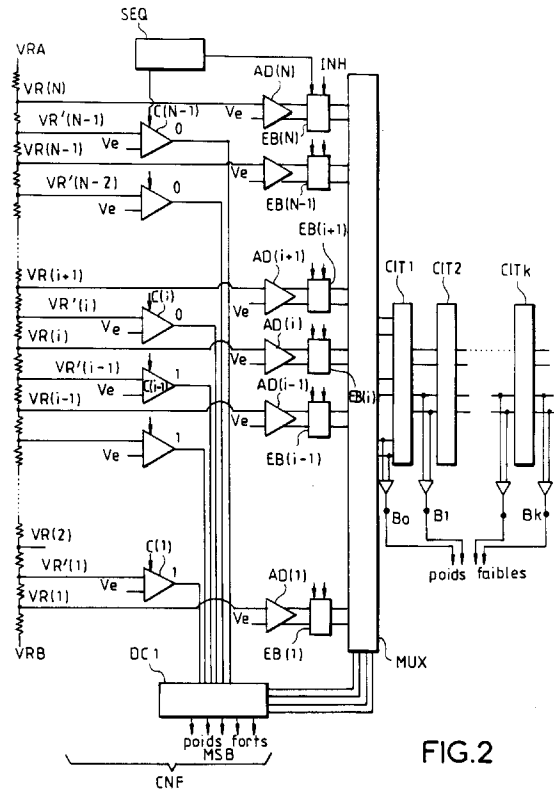 SEQ
VRA
INH
AD(N)
VR(N)
C(N-1)
VR'(N-1)
0
Ve
EB(N)
Ve
VR(N-1)
VR'(N-2)
0
Ve
EB(N-1)
Ve
EB(i+1)
AD(i+1)
CIT1
CIT2
CITk
VR(i+1)
C(i)
VR'(i)
0
Ve
AD(i)
Ve
VR(i)
VR'(i-1)
1
C(i-1)
Ve
AD(i-1)
EB(i)
VR(i-1)
Ve
1
Ve
EB(i-1)
Bo
B1
Bk
poids faibles
VR(2)
C(1)
VR'(1)
1
AD(1)
Ve
VR(1)
Ve
VRB
EB(1)
MUX
DC1
poids forts
MSB
CNF
FIG.2